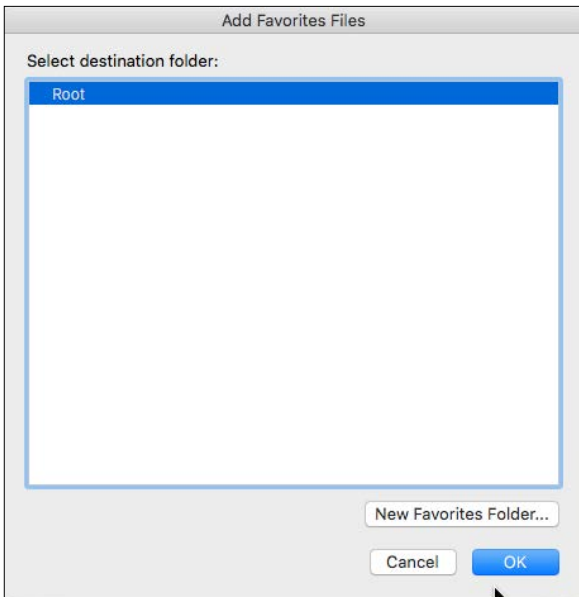 Add Favorites Files
Select destination folder:
Root
New Favorites Folder...
Cancel OK